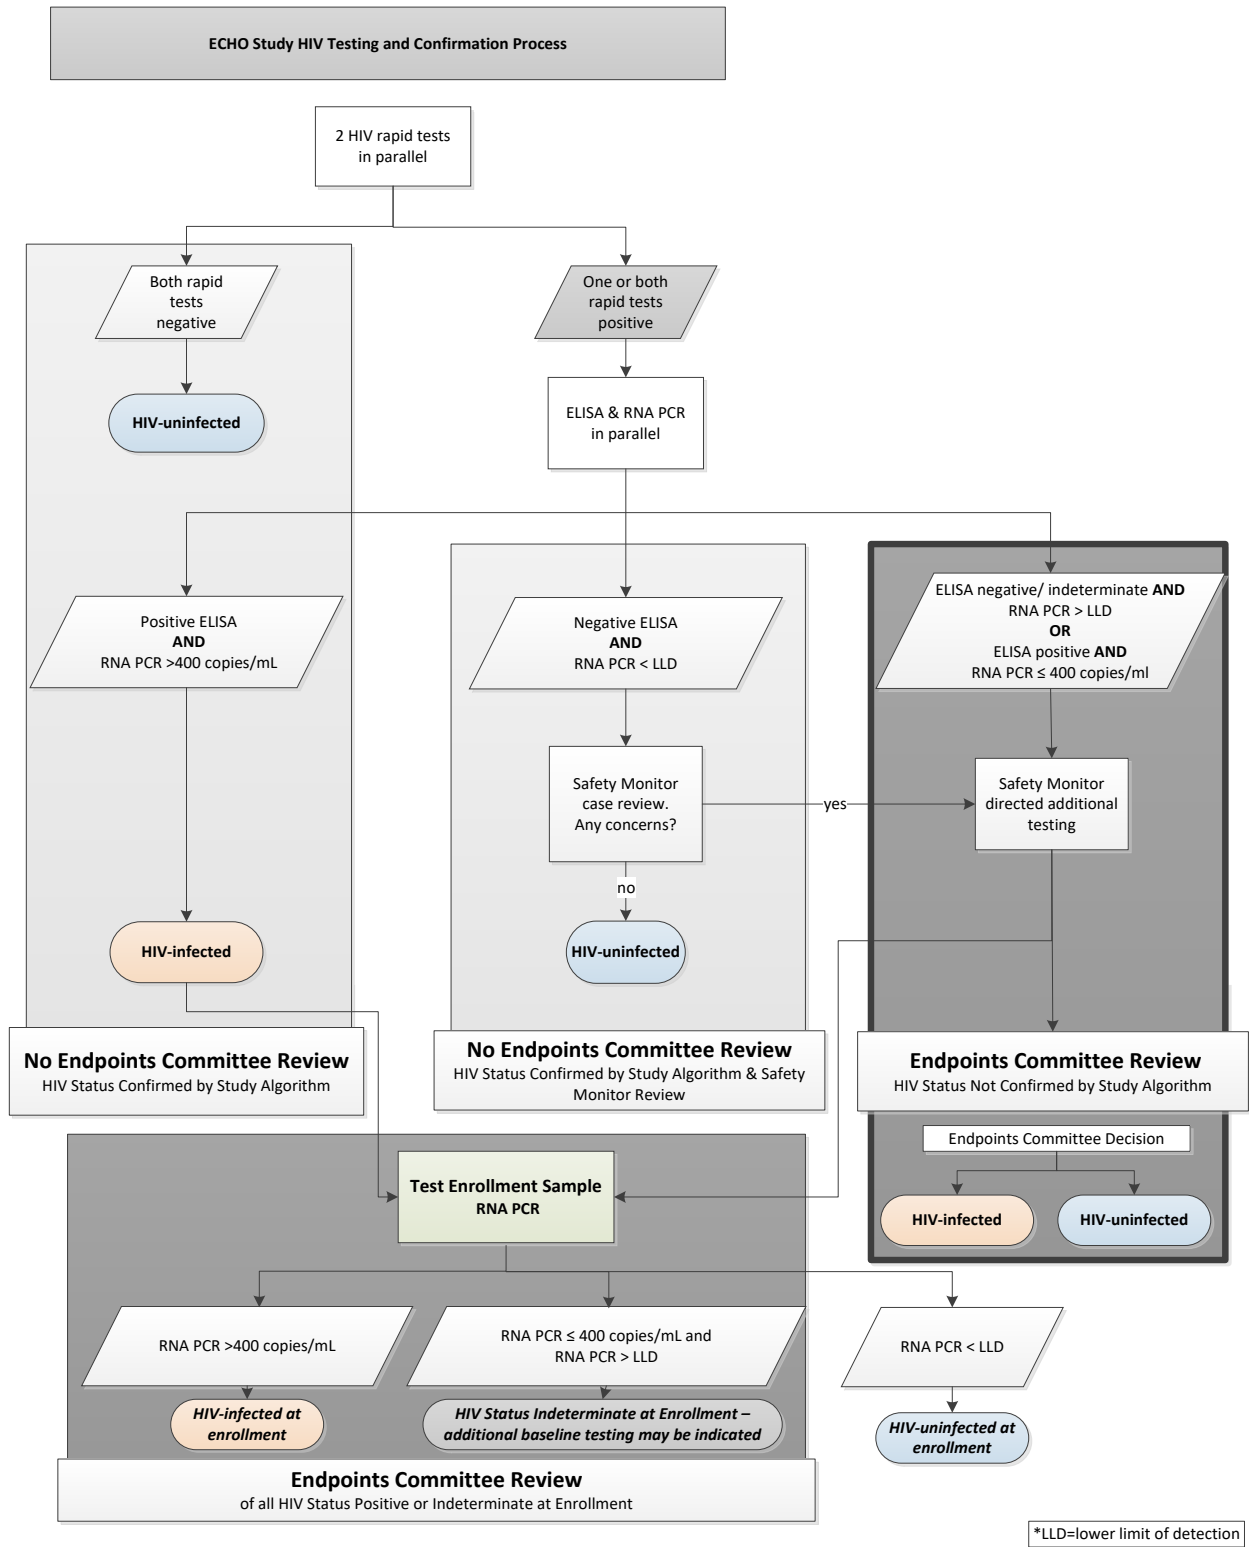 ECHO Study HIV Testing and Confirmation Process
2 HIV rapid tests
in parallel
Both rapid
tests
negative
One or both
rapid tests
positive
HIV-uninfected
ELISA & RNA PCR
in parallel
Positive ELISA
AND
RNA PCR >400 copies/mL
Negative ELISA
AND
RNA PCR < LLD
ELISA negative/ indeterminate AND
RNA PCR > LLD
OR
ELISA positive AND
RNA PCR ≤ 400 copies/ml
Safety Monitor
case review.
Any concerns?
yes
Safety Monitor
directed additional
testing
no
HIV-infected
HIV-uninfected
No Endpoints Committee Review
HIV Status Confirmed by Study Algorithm
No Endpoints Committee Review
HIV Status Confirmed by Study Algorithm & Safety
Monitor Review
Endpoints Committee Review
HIV Status Not Confirmed by Study Algorithm
Endpoints Committee Decision
HIV-infected
HIV-uninfected
Test Enrollment Sample
RNA PCR
RNA PCR >400 copies/mL
RNA PCR ≤ 400 copies/mL and
RNA PCR > LLD
RNA PCR < LLD
HIV-infected at
enrollment
HIV Status Indeterminate at Enrollment –
additional baseline testing may be indicated
HIV-uninfected at
enrollment
Endpoints Committee Review
of all HIV Status Positive or Indeterminate at Enrollment
*LLD=lower limit of detection